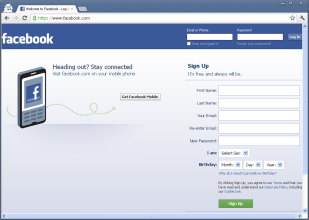 Welcome to Facebook - Log I
https://www.facebook.com
facebook
Email or Phone
Password
Keep me logged in
Forgot your password?
Log In
Heading out? Stay connected
Visit facebook.com on your mobile phone.
Get Facebook Mobile
Sign Up
It's free and always will be.
First Name:
Last Name:
Your Email:
Re-enter Email:
New Password:
I am: Select Sex:
Birthday: Month: Day: Year:
Why do I need to provide my birthday?
By clicking Sign Up, you agree to our Terms and that you
have read and understand our Data Use Policy, including
our Cookie Use.
Sign Up